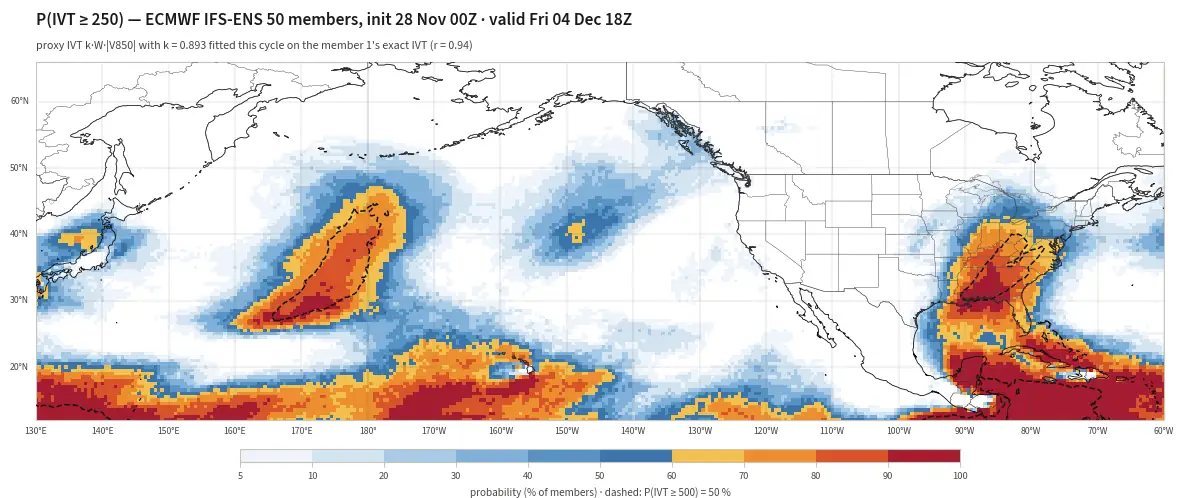 P(IVT ≥ 250) — ECMWF IFS-ENS 50 members, init 28 Nov 00Z · valid Fri 04 Dec 18Z
proxy IVT k·W·|V850| with k = 0.893 fitted this cycle on the member 1's exact IVT (r = 0.94)
60°N
50°N
40°N
30°N
20°N
130°E 140°E 150°E 160°E 170°E 180° 170°W 160°W 150°W 140°W 130°W 120°W 110°W 100°W 90°W 80°W 70°W 60°W
5 10 20 30 40 50 60 70 80 90 100
probability (% of members) · dashed: P(IVT ≥ 500) = 50 %